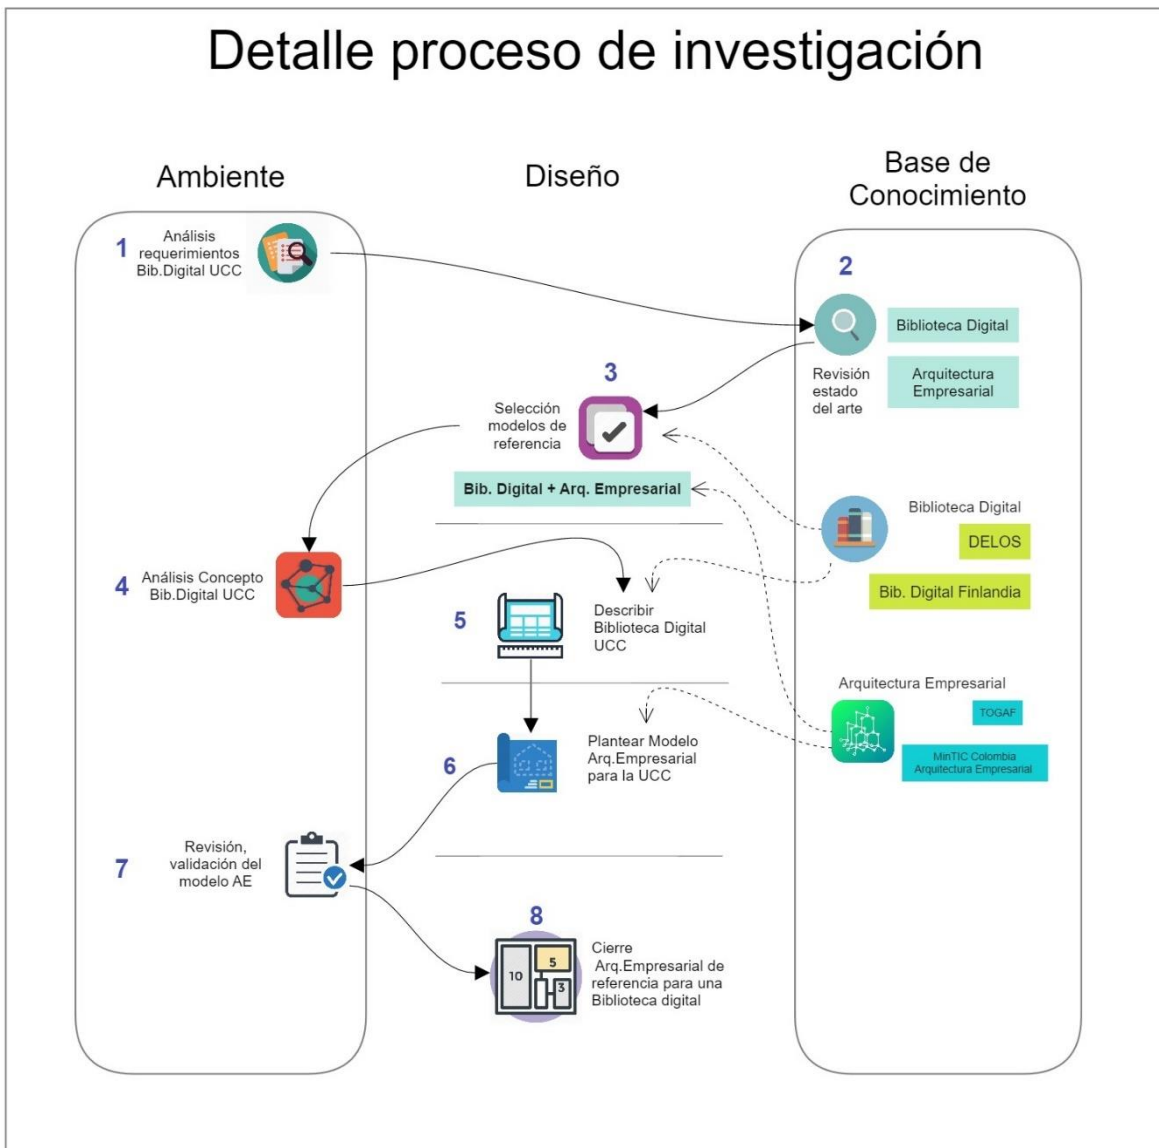 Detalle proceso de investigación
Ambiente
Diseño
Base de
Conocimiento
1
Análisis
requerimientos
Bib.Digital UCC
2
Revisión
estado
del arte
Biblioteca Digital
Arquitectura
Empresarial
3
Selección
modelos de
referencia
Bib. Digital + Arq. Empresarial
Biblioteca Digital
DELOS
Bib. Digital Finlandia
4
Análisis Concepto
Bib.Digital UCC
5
Describir
Biblioteca Digital
UCC
Arquitectura Empresarial
TOGAF
MinTIC Colombia
Arquitectura Empresarial
6
Plantear Modelo
Arq.Empresarial
para la UCC
7
Revisión,
validación del
modelo AE
8
10
5
3
Cierre
Arq.Empresarial de
referencia para una
Biblioteca digital